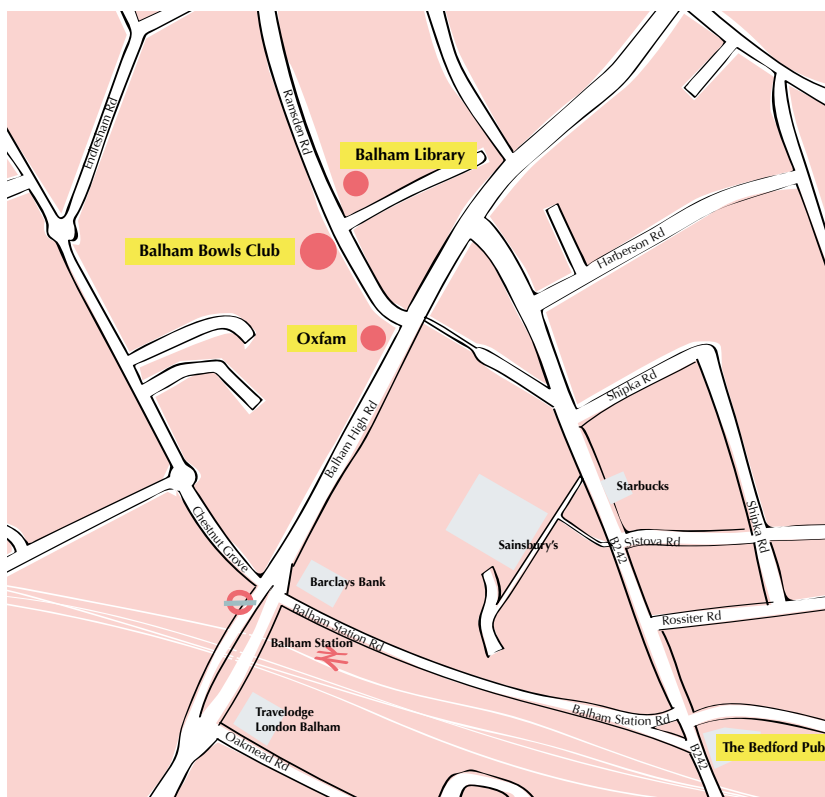 Endlesham Rd
Ramsden Rd
Balham Library
Balham Bowls Club
Harberson Rd
Oxfam
Shipka Rd
Balham High Rd
Starbucks
Sainsbury's
Shipka Rd
Chestnut Grove
B242
Sistova Rd
Barclays Bank
Balham Station Rd
Rossiter Rd
Balham Station
Travelodge
London Balham
Balham Station Rd
Oakmead Rd
B242
The Bedford Pub